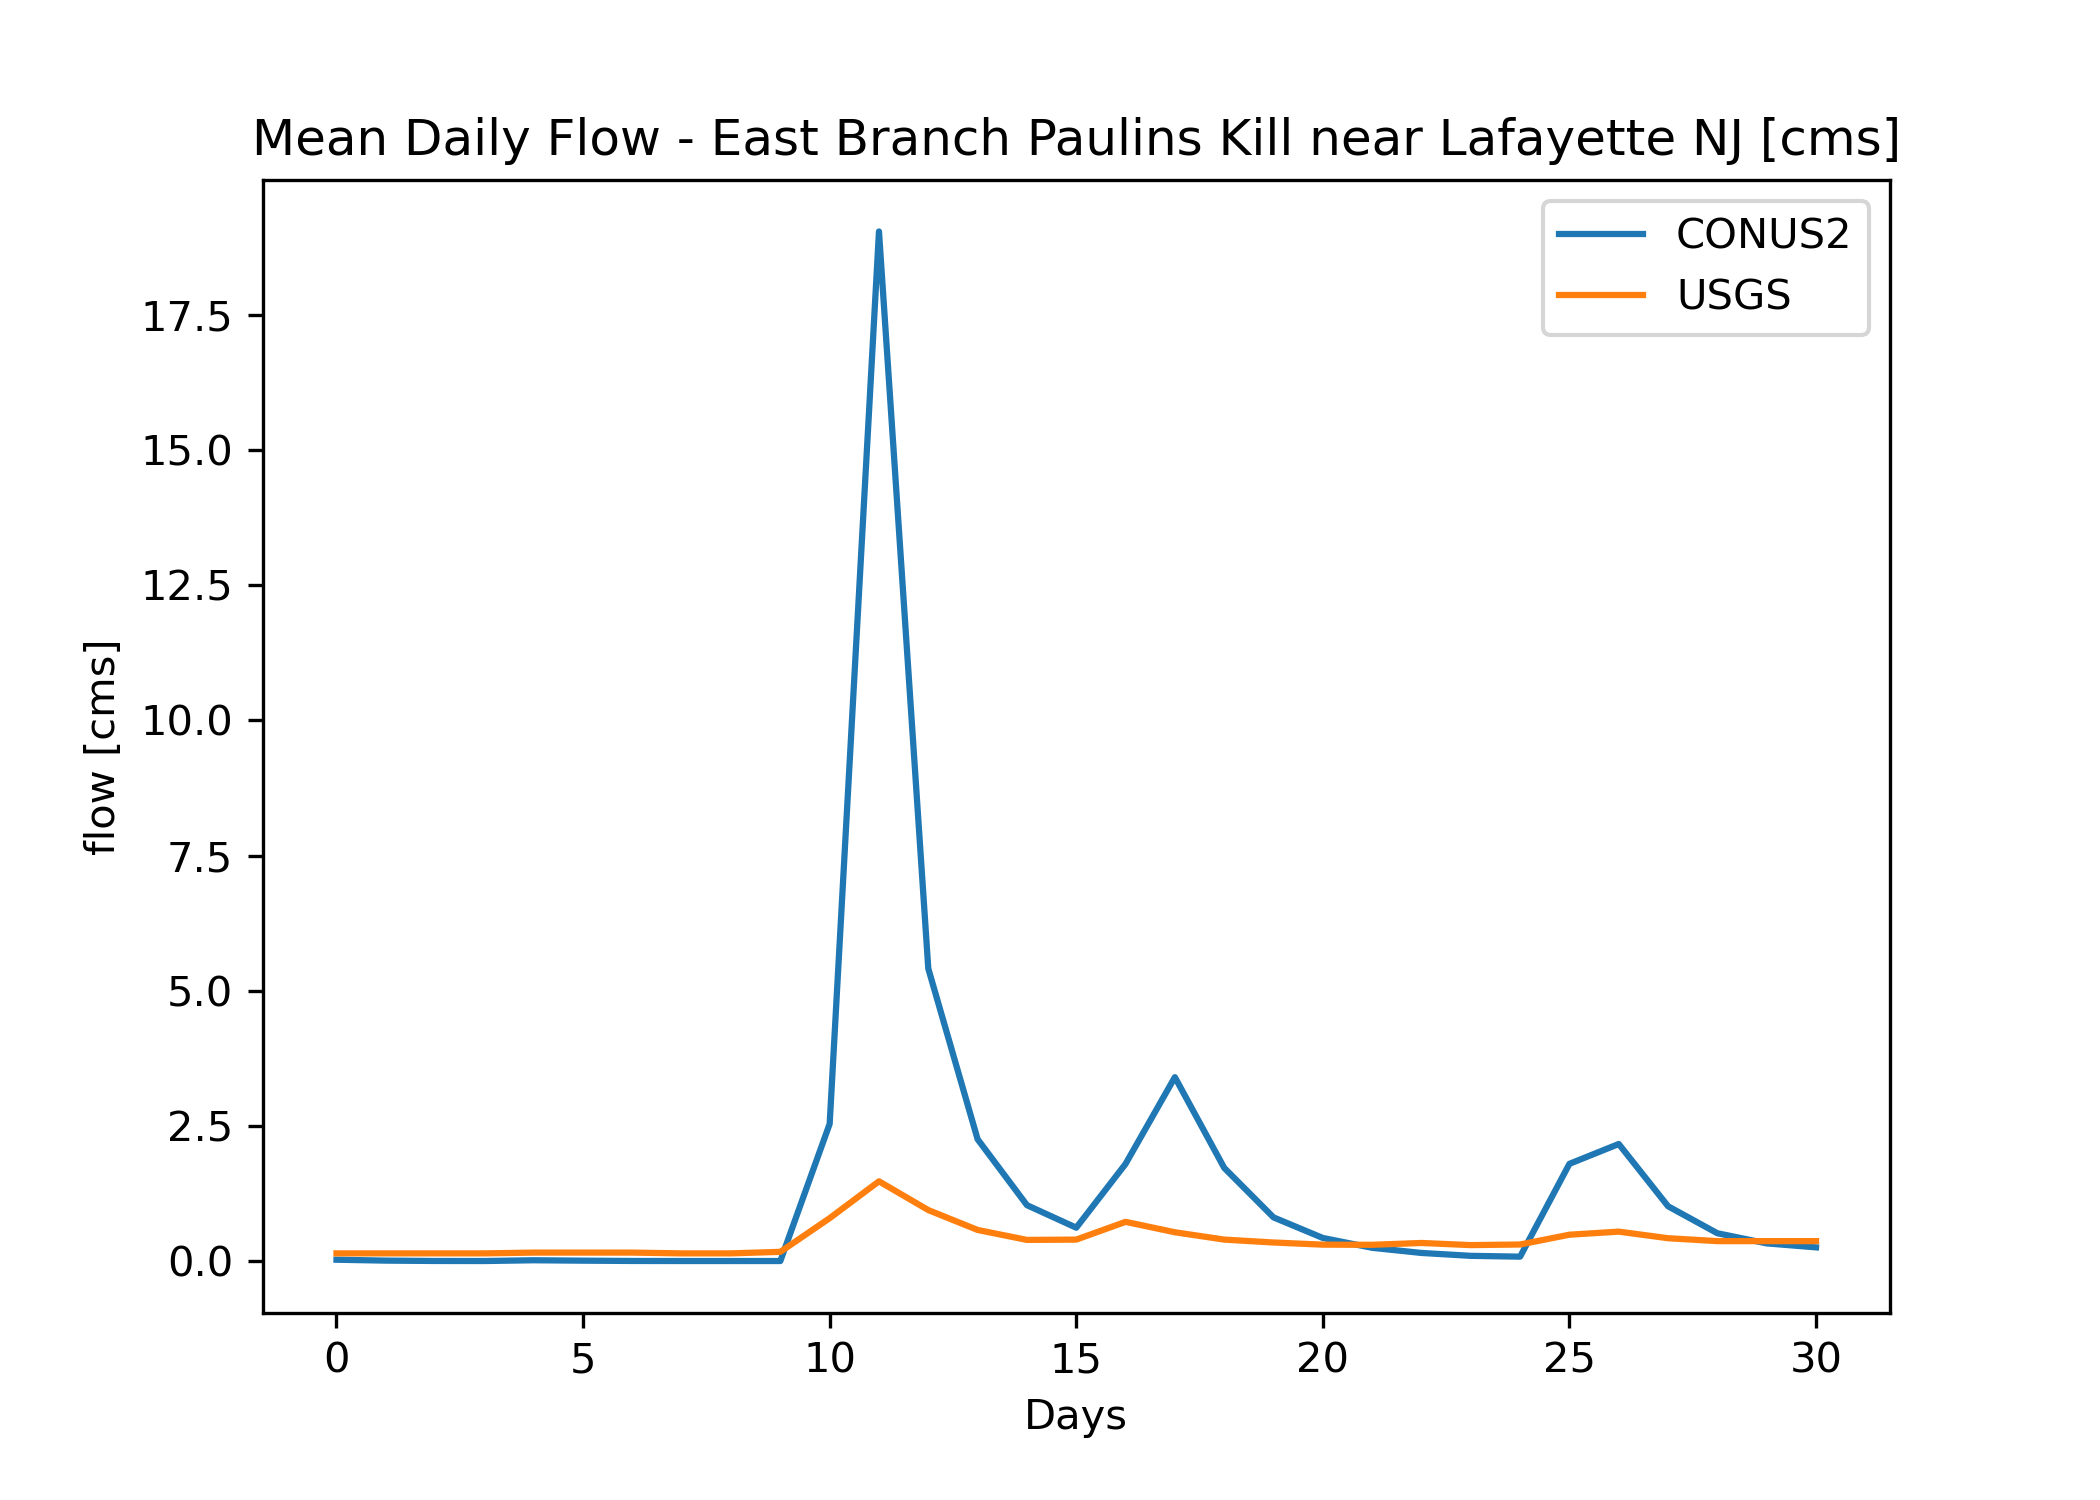 Mean Daily Flow - East Branch Paulins Kill near Lafayette NJ [cms]
CONUS2
USGS
17.5
15.0
12.5
10.0
7.5
5.0
2.5
0.0
flow [cms]
0 5 10 15 20 25 30
Days